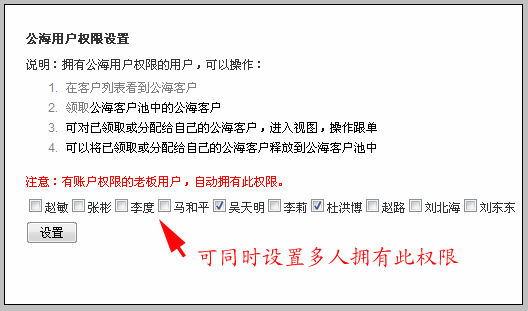 公海用户权限设置
说明：拥有公海用户权限的用户，可以操作：
1. 在客户列表看到公海客户
2. 领取公海客户池中的公海客户
3. 可对已领取或分配给自己的公海客户，进入视图，操作跟单
4. 可以将已领取或分配给自己的公海客户释放到公海客户池中
注意：有账户权限的老板用户，自动拥有此权限。
赵敏 张彬 李度 马和平 吴天明 李莉 杜洪博 赵路 刘北海 刘东东
设置
可同时设置多人拥有此权限